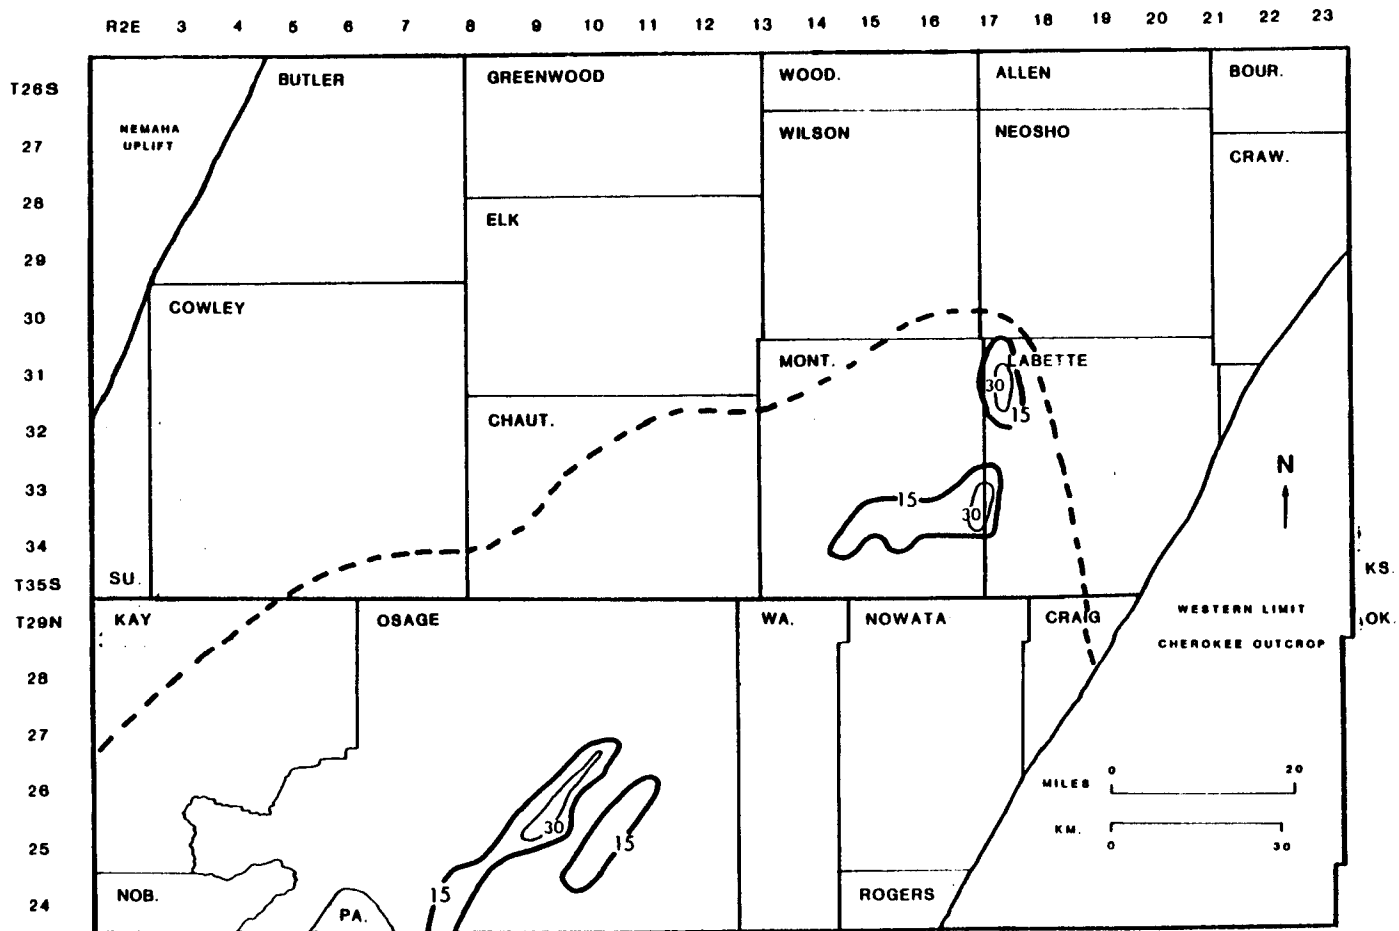 R2E 3 4 5 6 7 8 9 10 11 12 13 14 15 16 17 18 19 20 21 22 23
T26S
BUTLER
GREENWOOD
WOOD.
ALLEN
BOUR.
NEMAHA
UPLIFT
27
WILSON
NEOSHO
CRAW.
28
ELK
29
COWLEY
30
MONT.
LABETTE
31
30
15
CHAUT.
32
N
33
15
30
34
KS.
T35S
SU.
T29N
KAY
OSAGE
WA.
NOWATA
CRAIG
WESTERN LIMIT
CHEROKEE OUTCROP
OK.
28
27
26
MILES
0 20
30
KM.
0 30
25
15
15
NOB.
PA.
ROGERS
24